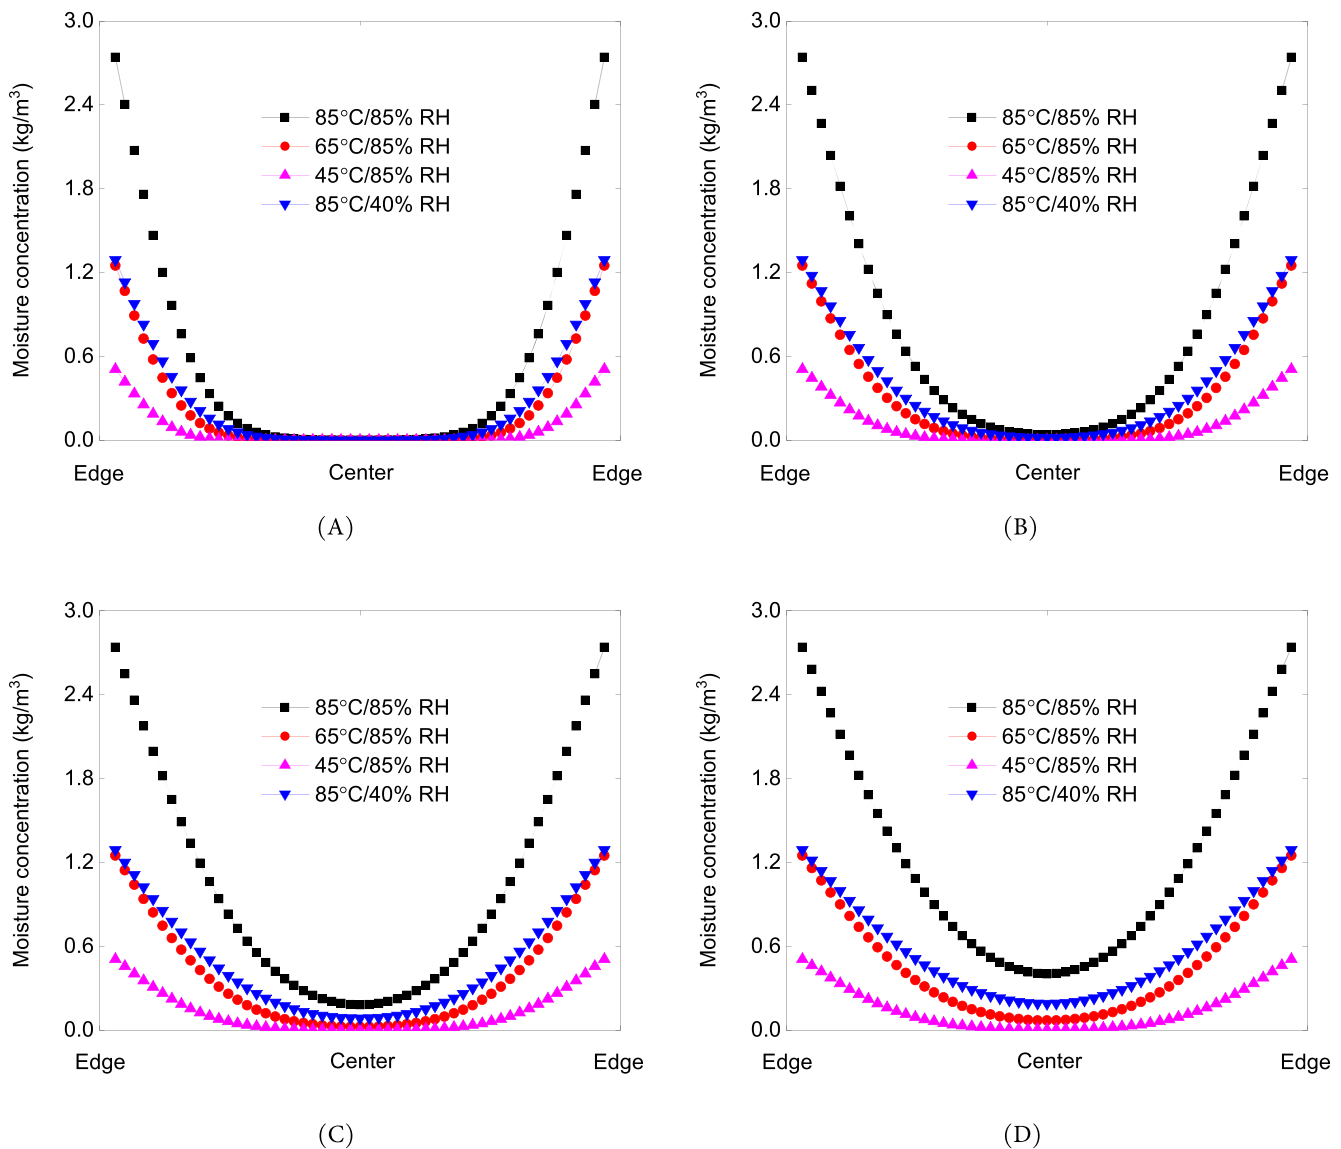 3.0
2.4
1.8
1.2
0.6
0.0
Moisture concentration (kg/m³)
85°C/85% RH
65°C/85% RH
45°C/85% RH
85°C/40% RH
Edge Center Edge
(A)
3.0
2.4
1.8
1.2
0.6
0.0
Moisture concentration (kg/m³)
85°C/85% RH
65°C/85% RH
45°C/85% RH
85°C/40% RH
Edge Center Edge
(B)
3.0
2.4
1.8
1.2
0.6
0.0
Moisture concentration (kg/m³)
85°C/85% RH
65°C/85% RH
45°C/85% RH
85°C/40% RH
Edge Center Edge
(C)
3.0
2.4
1.8
1.2
0.6
0.0
Moisture concentration (kg/m³)
85°C/85% RH
65°C/85% RH
45°C/85% RH
85°C/40% RH
Edge Center Edge
(D)